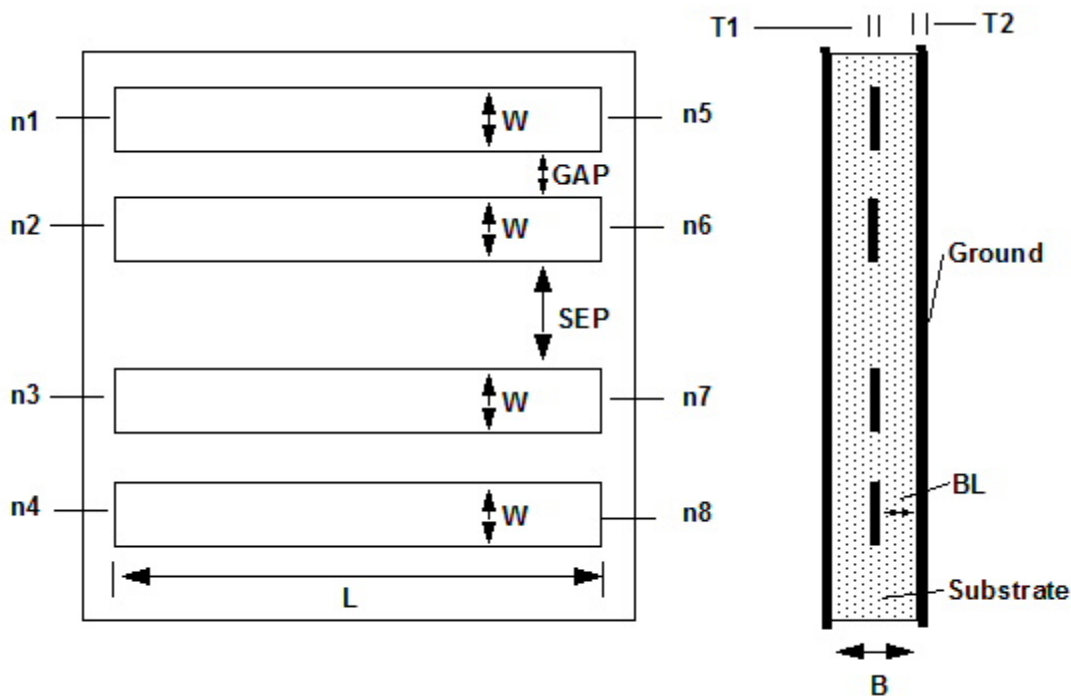 T1
T2
n1
W
n5
GAP
n2
W
n6
Ground
SEP
n3
W
n7
BL
n4
W
n8
L
Substrate
B